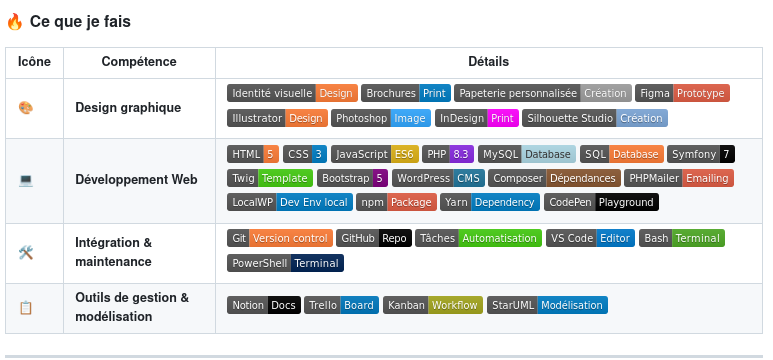 🔥 Ce que je fais
Icône Compétence Détails
🎨 Design graphique
Identité visuelle Design Brochures Print Papeterie personnalisée Création Figma Prototype
Illustrator Design Photoshop Image InDesign Print Silhouette Studio Création
💻 Développement Web
HTML 5 CSS 3 JavaScript ES6 PHP 8.3 MySQL Database SQL Database Symfony 7
Twig Template Bootstrap 5 WordPress CMS Composer Dépendances PHPMailer Emailing
LocalWP Dev Env local npm Package Yarn Dependency CodePen Playground
🛠️ Intégration &
maintenance
Git Version control GitHub Repo Tâches Automatisation VS Code Editor Bash Terminal
PowerShell Terminal
📋 Outils de gestion &
modélisation
Notion Docs Trello Board Kanban Workflow StarUML Modélisation